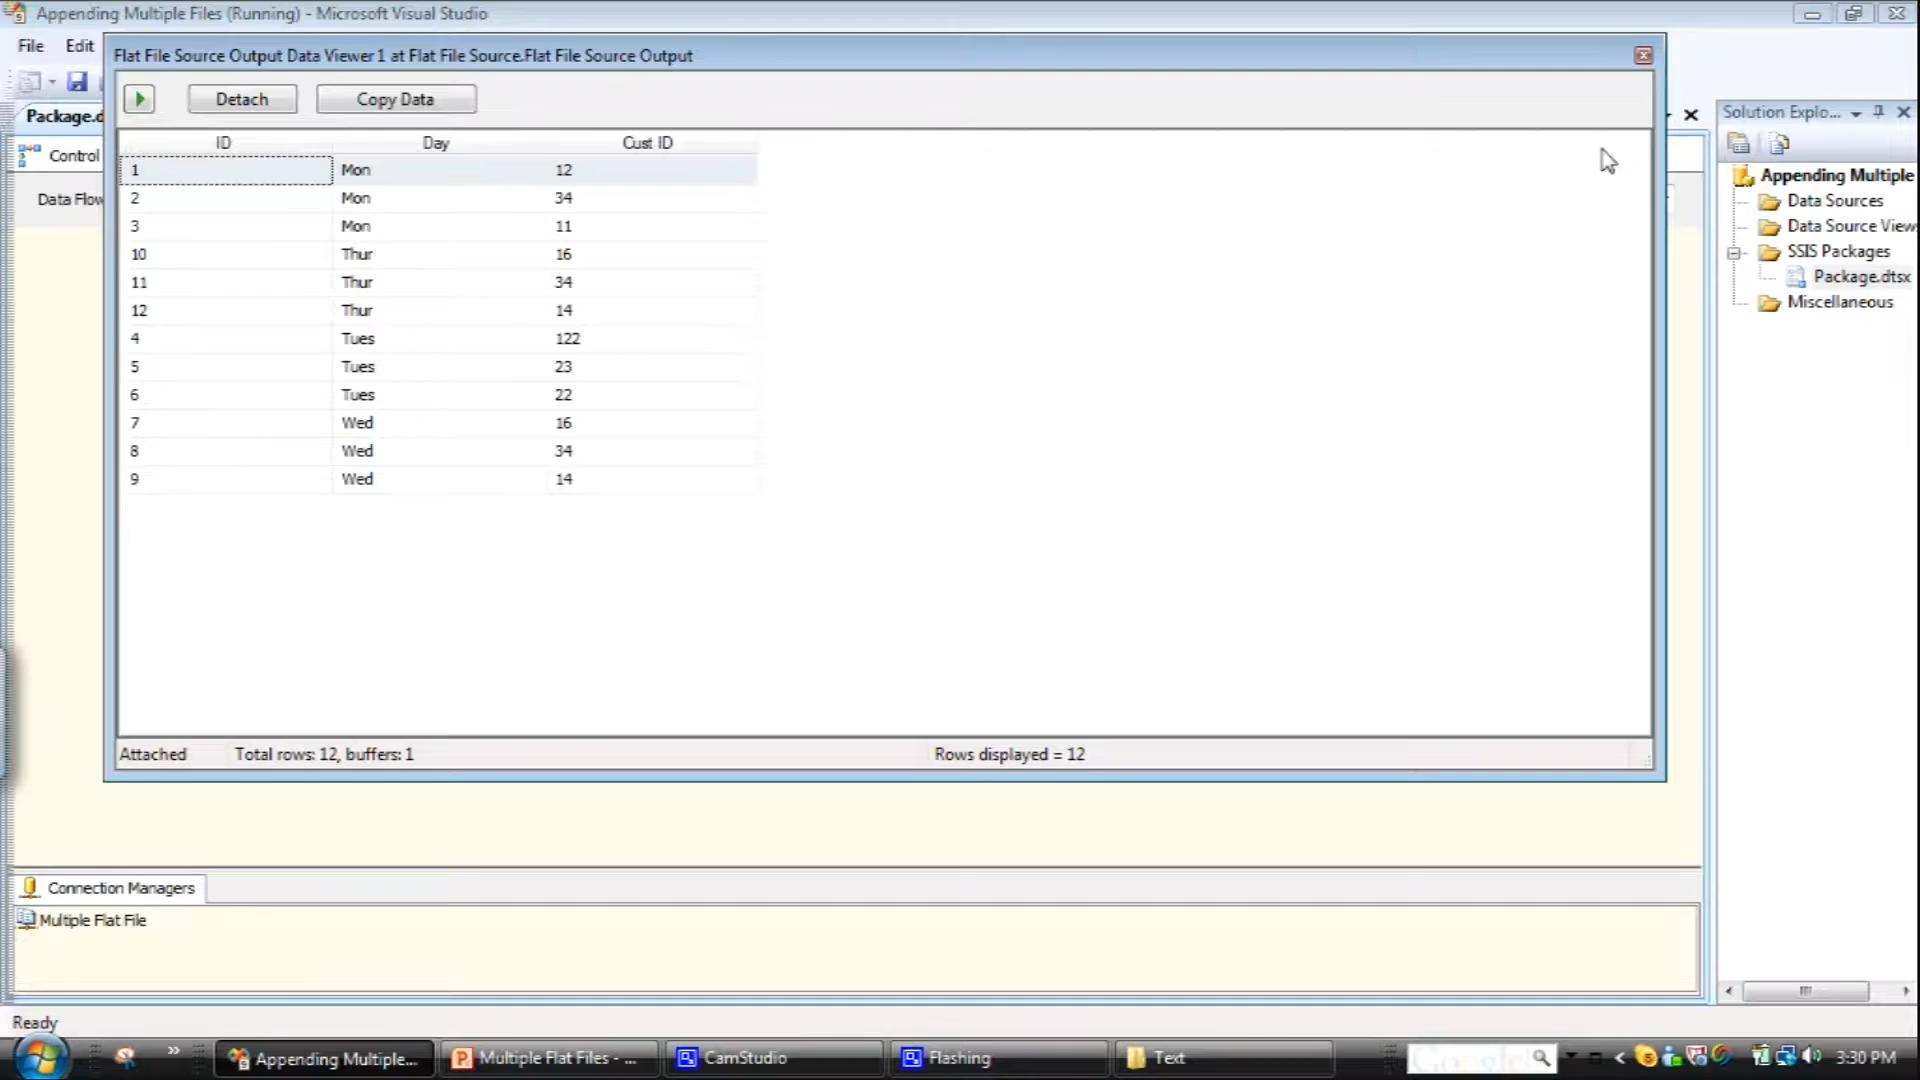 Appending Multiple Files (Running) - Microsoft Visual Studio
File Edit
Flat File Source Output Data Viewer 1 at Flat File Source.Flat File Source Output
Detach Copy Data
Package.d
Solution Explo...
ID Day Cust ID
Control
1 Mon 12
2 Mon 34
3 Mon 11
10 Thur 16
11 Thur 34
12 Thur 14
4 Tues 122
5 Tues 23
6 Tues 22
7 Wed 16
8 Wed 34
9 Wed 14
Data Flow
Appending Multiple
Data Sources
Data Source View
SSIS Packages
Package.dtsx
Miscellaneous
Attached Total rows: 12, buffers: 1 Rows displayed = 12
Connection Managers
Multiple Flat File
Ready
Appending Multiple... Multiple Flat Files - ... CamStudio Flashing Text Google 3:30 PM